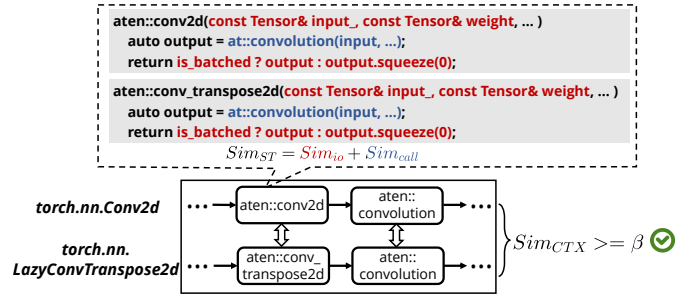 aten::conv2d(const Tensor& input_, const Tensor& weight, ... )
auto output = at::convolution(input, ...);
return is_batched ? output : output.squeeze(0);
aten::conv_transpose2d(const Tensor& input_, const Tensor& weight, ... )
auto output = at::convolution(input, ...);
return is_batched ? output : output.squeeze(0);
Sim_ST = Sim_io + Sim_call
torch.nn.Conv2d
••• aten::conv2d aten:: •••
convolution
torch.nn.
LazyConvTranspose2d
••• aten::conv_ aten:: •••
transpose2d convolution
Sim_CTX >= β